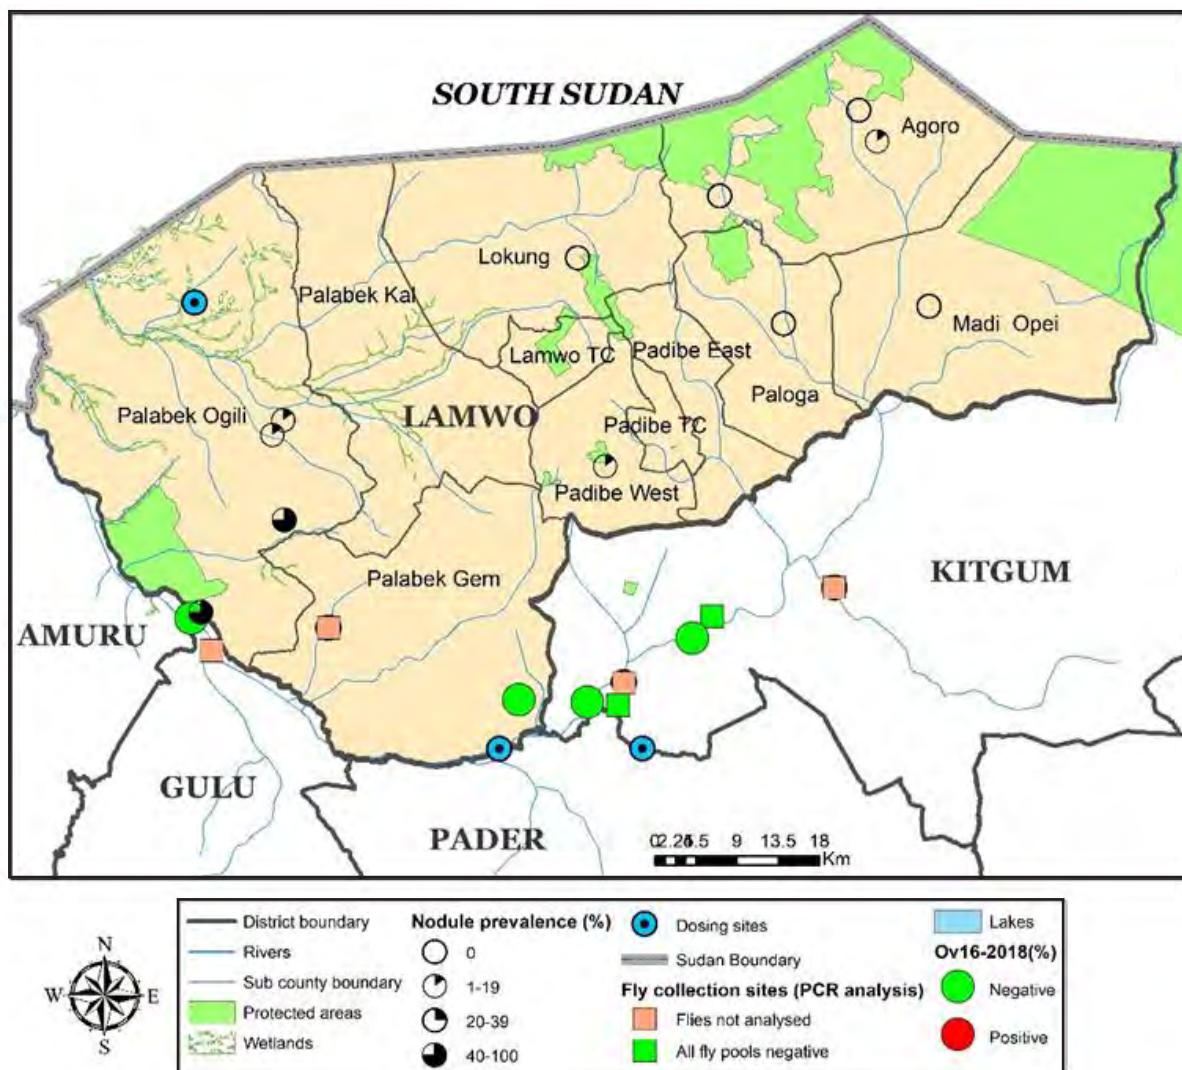 SOUTH SUDAN
Agoro
Lokung
Palabek Kal
Madi Opei
Lamwo TC
Padibe East
Paloga
Palabek Ogili
LAMWO
Padibe TC
Padibe West
Palabek Gem
KITGUM
AMURU
GULU
PADER
9
13.5
18
Km
District boundary
Rivers
Sub county boundary
Protected areas
Wetlands
Nodule prevalence (%)
0
1-19
20-39
40-100
Dosing sites
Sudan Boundary
Fly collection sites (PCR analysis)
Flies not analysed
All fly pools negative
Lakes
Ov16-2018(%)
Negative
Positive
N
W
E
S